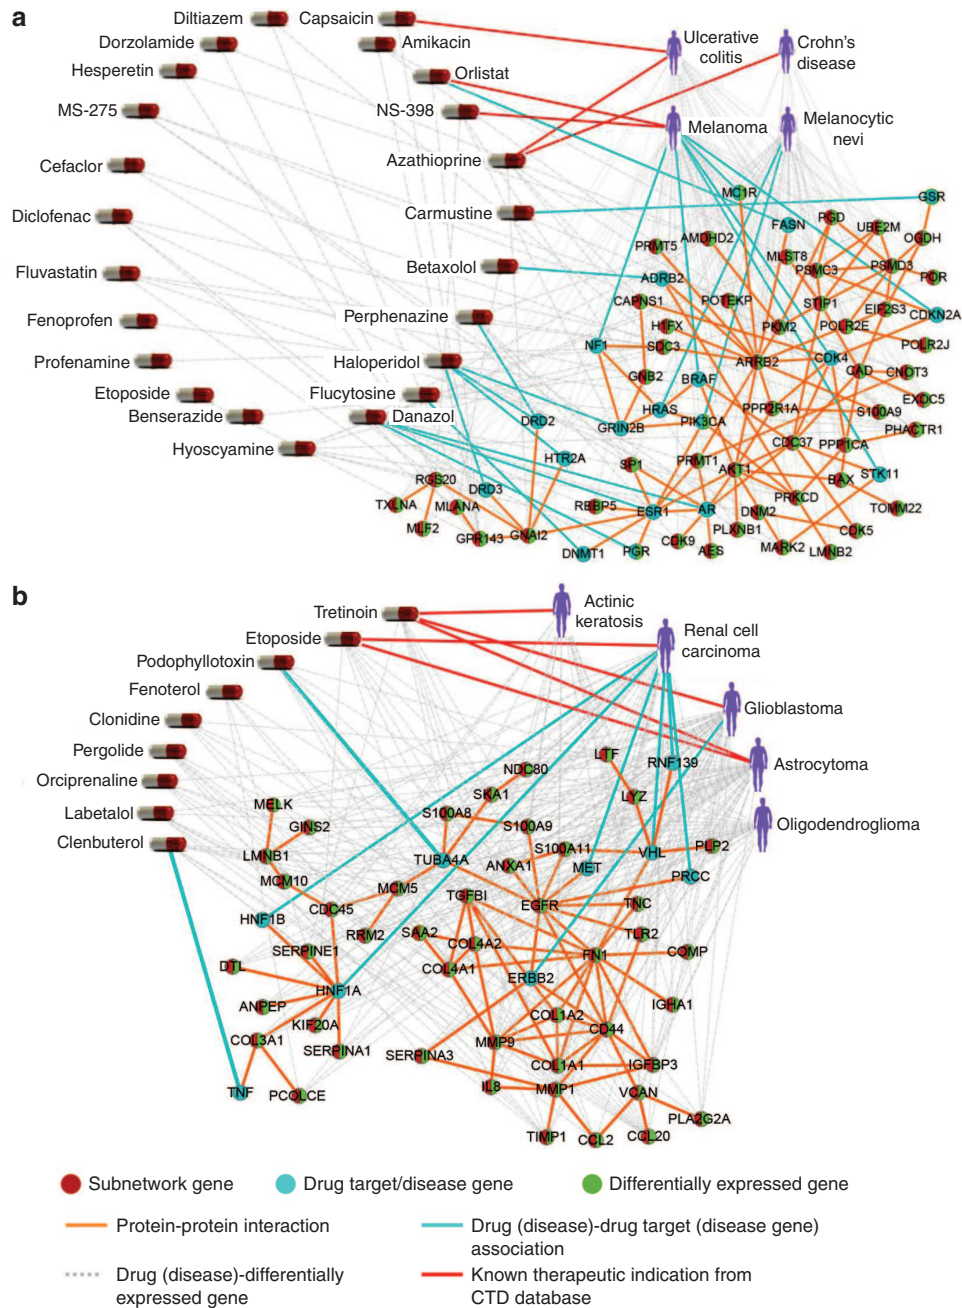 a
Diltiazem
Capsaicin
Dorzolamide
Amikacin
Ulcerative
colitis
Crohn's
disease
Hesperetin
Orlistat
MS-275
NS-398
Melanoma
Melanocytic
nevi
Cefaclor
Azathioprine
MC1R
GSR
Diclofenac
Carmustine
FASN
PGD
UBE2M
OGDH
AMDHD2
PRMT5
MLST8
PSMC3
PSMD3
PGR
Fluvastatin
Betaxolol
ADRB2
CAPNS1
POTEKP
STIP1
EIF2S3
CDKN2A
Fenoprofen
Perphenazine
H1FX
PKM2
POLR2E
NF1
SDC3
POLR2J
Profenamine
Haloperidol
ARRB2
CDK4
CAD
CNOT3
GNB2
BRAF
Etoposide
Flucytosine
EXOC5
Benserazide
Danazol
DRD2
HRAS
PIK3CA
PPP2R1A
S100A9
GRIN2B
PHACTR1
Hyoscyamine
CDC37
PPP1CA
HTR2A
SP1
PRMT1
AKT1
STK11
RGS20
DRD3
BAX
TXLNA
MLANA
RBBP5
ESR1
AR
DNM2
PRKCD
TOMM22
MLF2
GPR143
GNAI2
PLXNB1
CDK5
DNMT1
PGR
CDK9
AES
MARK2
LMNB2
b
Tretinoin
Actinic
keratosis
Etoposide
Renal cell
carcinoma
Podophyllotoxin
Fenoterol
Glioblastoma
Clonidine
Pergolide
LTF
RNF139
Astrocytoma
Orciprenaline
NDC80
SKA1
LYZ
Labetalol
MELK
S100A8
Oligodendroglioma
GINS2
S100A9
Clenbuterol
LMNB1
TUBA4A
S100A11
VHL
PLP2
ANXA1
MET
PRCC
MCM10
MCM5
TGFBI
EGFR
TNC
HNF1B
CDC45
RRM2
SAA2
TLR2
COL4A2
SERPINE1
FN1
COMP
DTL
COL4A1
ERBB2
HNF1A
ANPEP
IGHA1
KIF20A
COL1A2
CD44
COL3A1
SERPINA1
SERPINA3
MMP9
COL1A1
IGFBP3
TNF
PCOLCE
IL8
MMP1
VCAN
PLA2G2A
TIMP1
CCL2
CCL20
Subnetwork gene
Drug target/disease gene
Differentially expressed gene
Protein-protein interaction
Drug (disease)-drug target (disease gene)
association
Drug (disease)-differentially
expressed gene
Known therapeutic indication from
CTD database